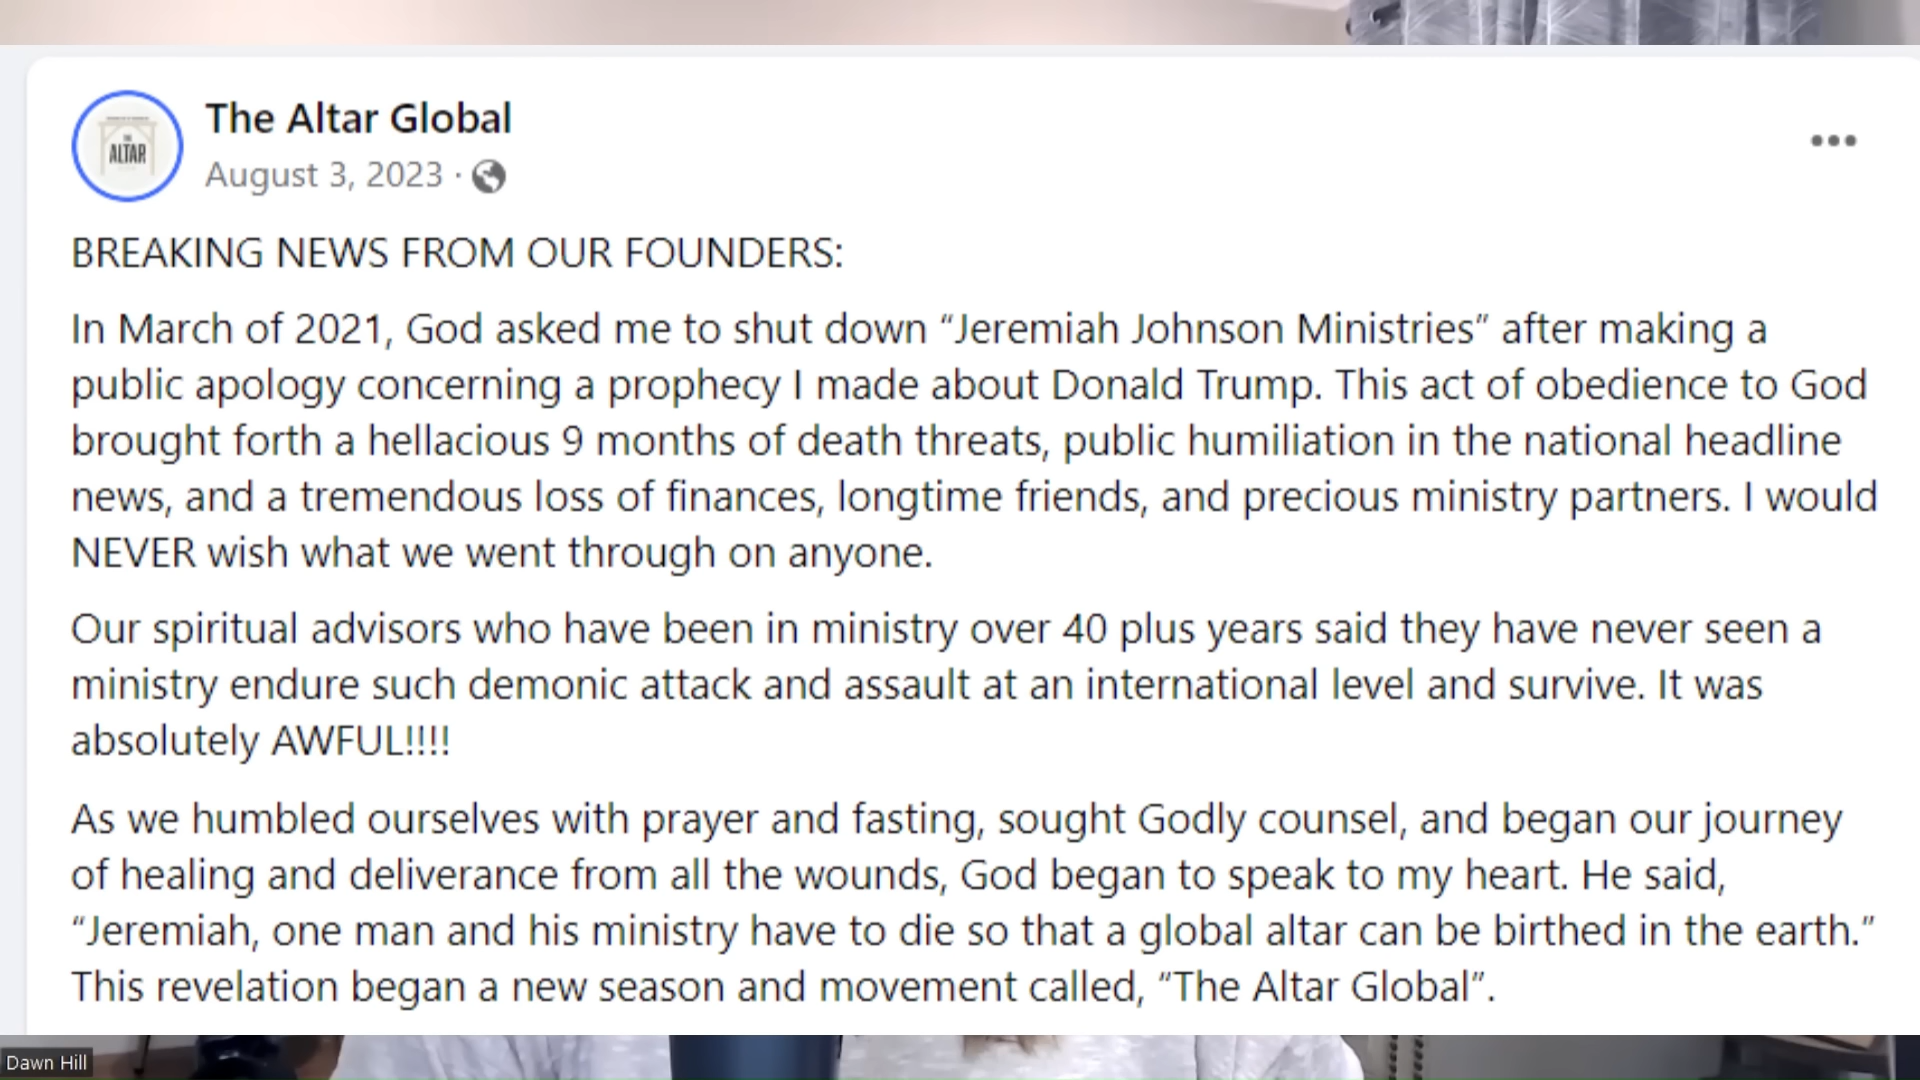 The Altar Global
THE
ALTAR
August 3, 2023 ·
BREAKING NEWS FROM OUR FOUNDERS:
In March of 2021, God asked me to shut down “Jeremiah Johnson Ministries” after making a
public apology concerning a prophecy I made about Donald Trump. This act of obedience to God
brought forth a hellacious 9 months of death threats, public humiliation in the national headline
news, and a tremendous loss of finances, longtime friends, and precious ministry partners. I would
NEVER wish what we went through on anyone.
Our spiritual advisors who have been in ministry over 40 plus years said they have never seen a
ministry endure such demonic attack and assault at an international level and survive. It was
absolutely AWFUL!!!!
As we humbled ourselves with prayer and fasting, sought Godly counsel, and began our journey
of healing and deliverance from all the wounds, God began to speak to my heart. He said,
“Jeremiah, one man and his ministry have to die so that a global altar can be birthed in the earth.”
This revelation began a new season and movement called, “The Altar Global”.
Dawn Hill